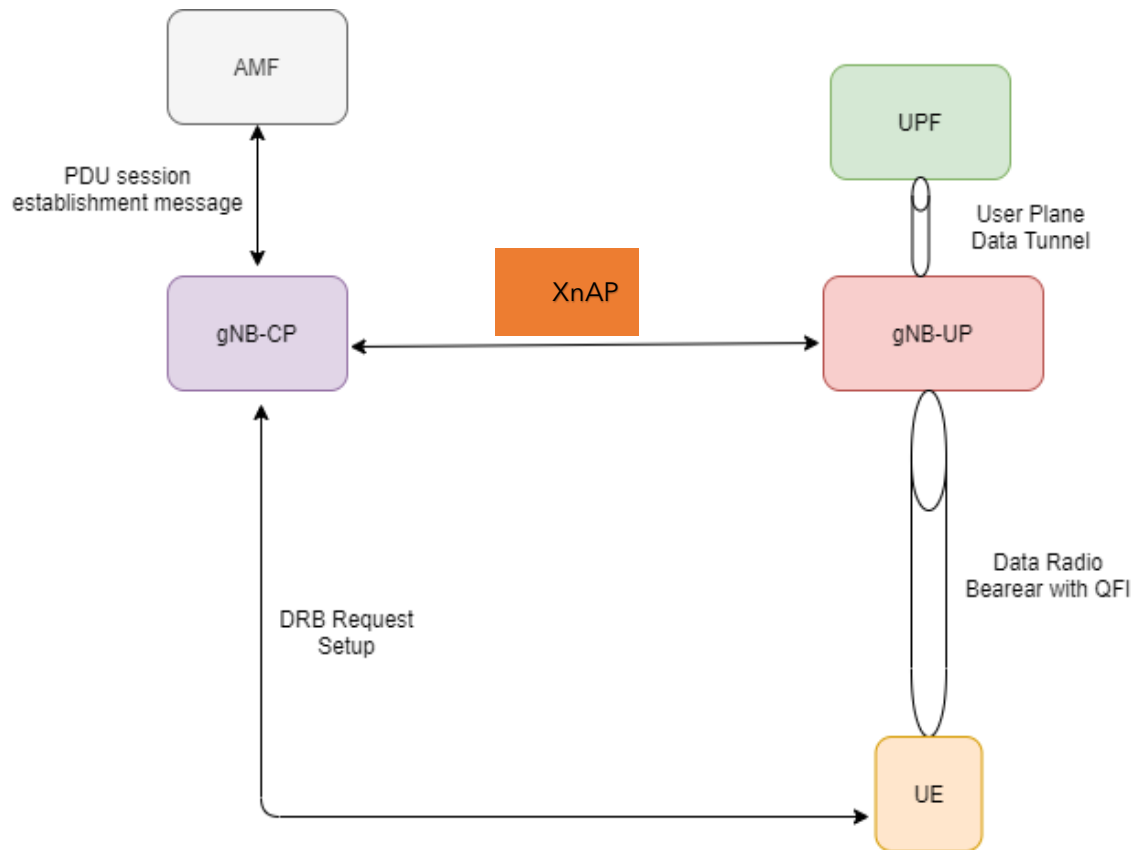 AMF
UPF
PDU session
establishment message
User Plane
Data Tunnel
XnAP
gNB-CP
gNB-UP
Data Radio
Bearear with QFI
DRB Request
Setup
UE